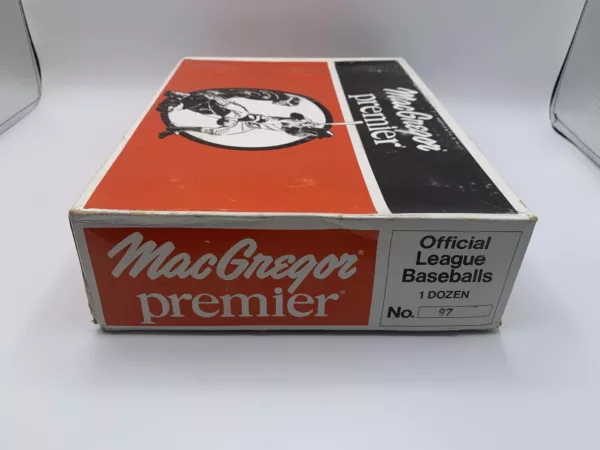 MacGregor
premier
MacGregor®
premier®
Official
League
Baseballs
1 DOZEN
No. 97